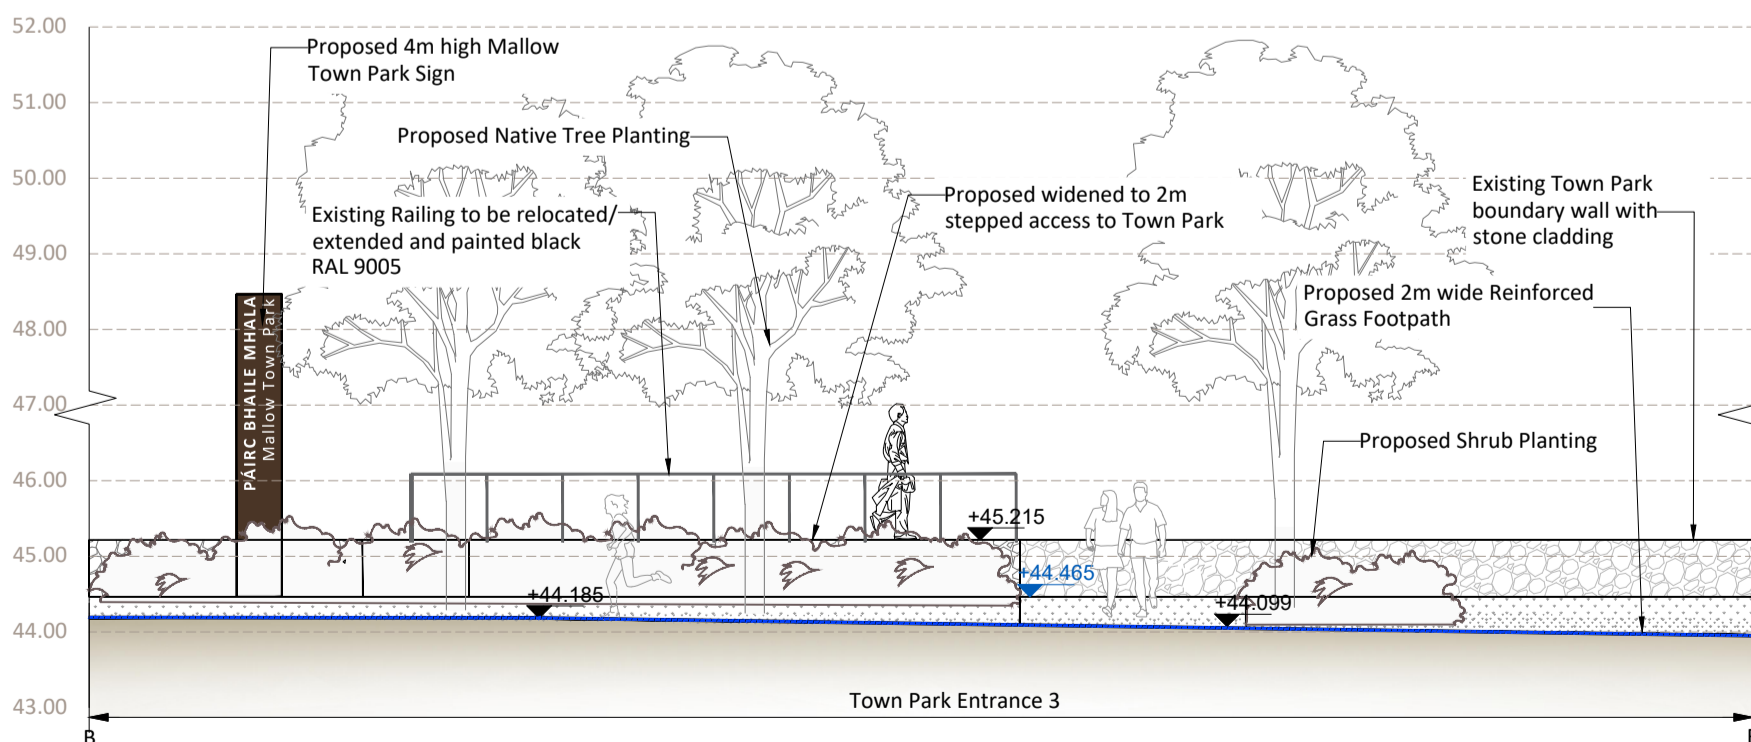 52.00
51.00
50.00
49.00
48.00
47.00
46.00
45.00
44.00
43.00
Proposed 4m high Mallow
Town Park Sign
Proposed Native Tree Planting
Existing Railing to be relocated/
extended and painted black
RAL 9005
Proposed widened to 2m
stepped access to Town Park
Existing Town Park
boundary wall with
stone cladding
Proposed 2m wide Reinforced
Grass Footpath
Proposed Shrub Planting
PÁIRC BHAILE MHALA
Mallow Town Park
+45.215
+44.465
+44.185
+44.099
Town Park Entrance 3
B